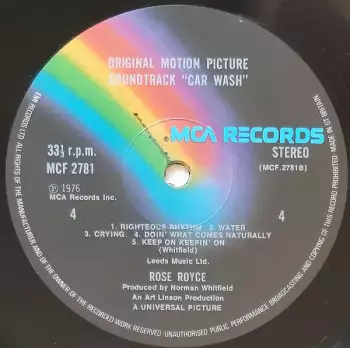 ORIGINAL MOTION PICTURE
SOUNDTRACK "CAR WASH"
MCA RECORDS
33⅓ r.p.m.
STEREO
MCF 2781
(MCF.2781B)
℗ 1976
MCA Records Inc.
4
4
1. RIGHTEOUS RHYTHM 2. WATER
3. CRYING. 4. DOIN' WHAT COMES NATURALLY
5. KEEP ON KEEPIN' ON
(Whitfield)
Leeds Music Ltd.
ROSE ROYCE
Produced by Norman Whitfield
An Art Linson Production
A UNIVERSAL PICTURE
EMI RECORDS LTD. ALL RIGHTS OF THE MANUFACTURER AND OF THE OWNER OF THE RECORDED WORK RESERVED UNAUTHORISED PUBLIC PERFORMANCE BROADCASTING AND COPYING OF THIS RECORD PROHIBITED MADE IN GT BRITAIN